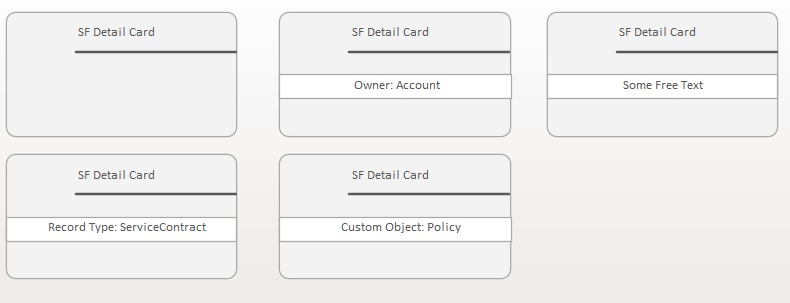 SF Detail Card
SF Detail Card
Owner: Account
SF Detail Card
Some Free Text
SF Detail Card
Record Type: ServiceContract
SF Detail Card
Custom Object: Policy